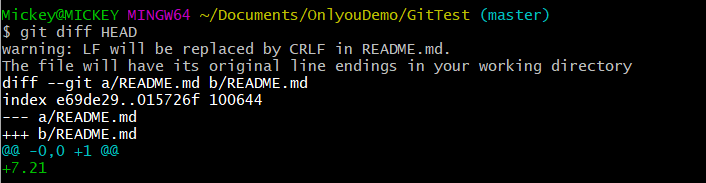 Mickey@MICKEY MINGW64 ~/Documents/OnlyouDemo/GitTest (master)
$ git diff HEAD
warning: LF will be replaced by CRLF in README.md.
The file will have its original line endings in your working directory
diff --git a/README.md b/README.md
index e69de29..015726f 100644
--- a/README.md
+++ b/README.md
@@ -0,0 +1 @@
+7.21